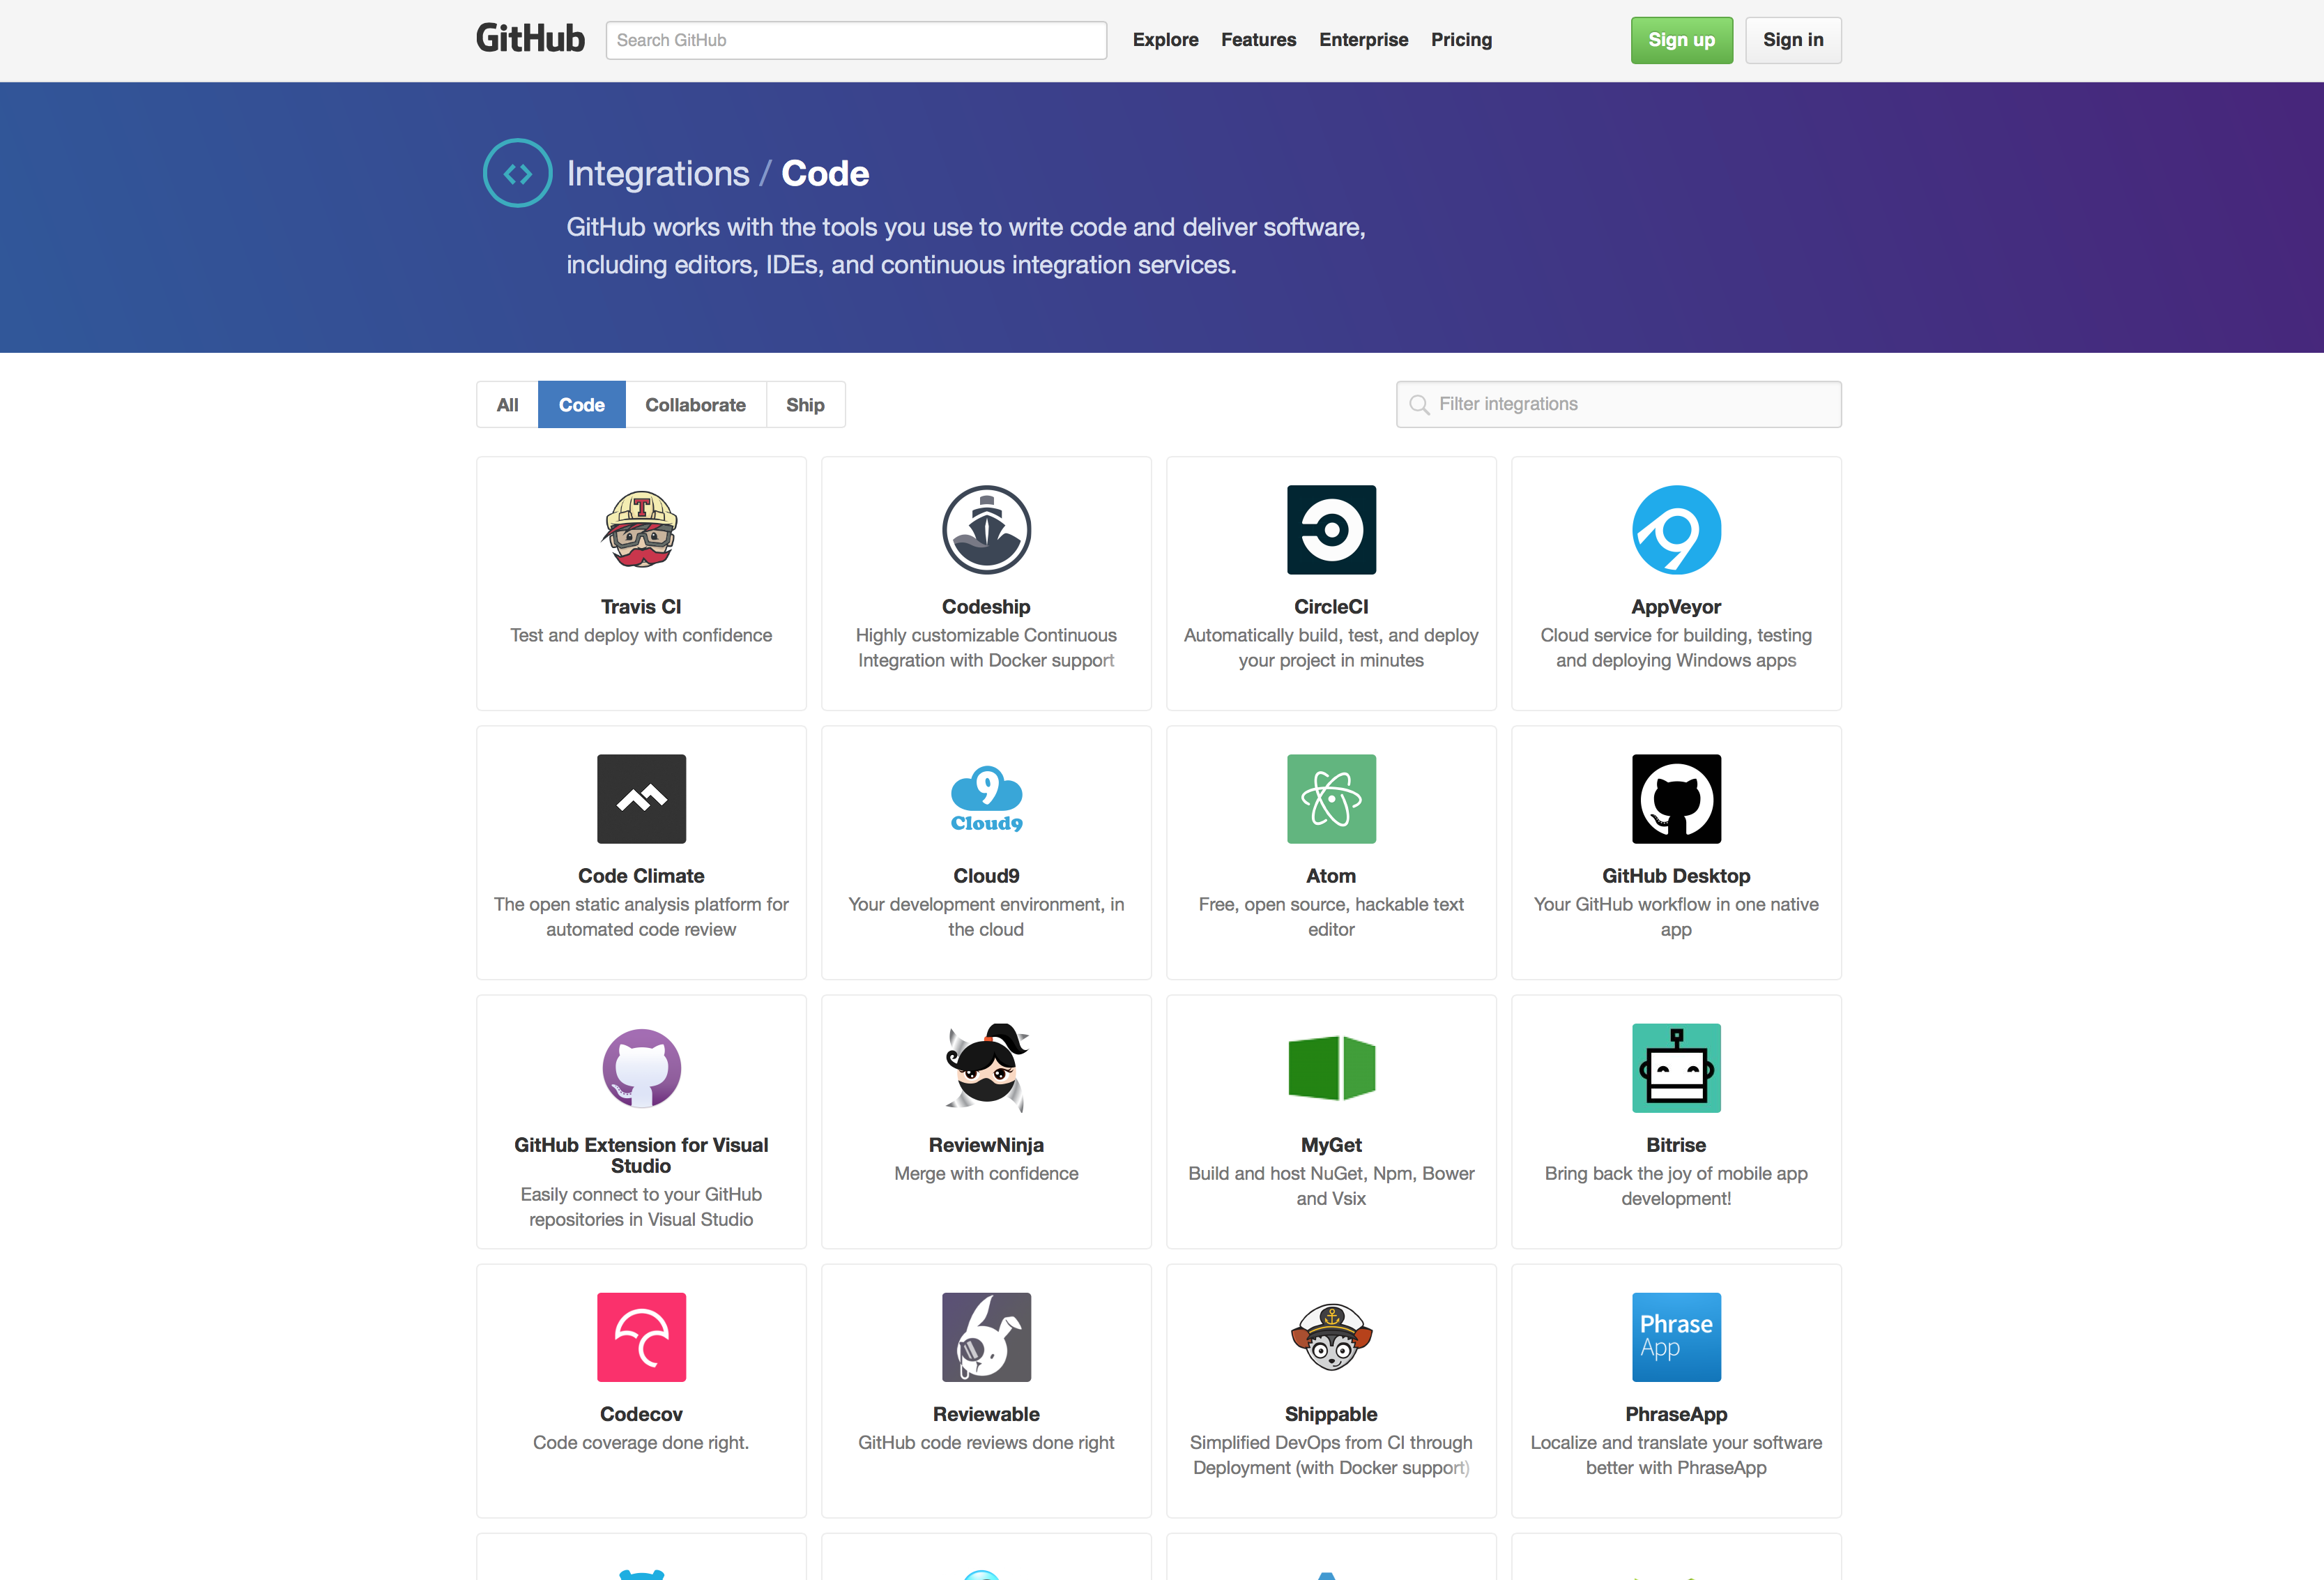 GitHub
Search GitHub
Explore
Features
Enterprise
Pricing
Sign up
Sign in
Integrations / Code
GitHub works with the tools you use to write code and deliver software,
including editors, IDEs, and continuous integration services.
All
Code
Collaborate
Ship
Filter integrations
T
Travis CI
Test and deploy with confidence
Codeship
Highly customizable Continuous
Integration with Docker support
CircleCI
Automatically build, test, and deploy
your project in minutes
AppVeyor
Cloud service for building, testing
and deploying Windows apps
Code Climate
The open static analysis platform for
automated code review
9
Cloud9
Cloud9
Your development environment, in
the cloud
Atom
Free, open source, hackable text
editor
GitHub Desktop
Your GitHub workflow in one native
app
GitHub Extension for Visual
Studio
Easily connect to your GitHub
repositories in Visual Studio
ReviewNinja
Merge with confidence
MyGet
Build and host NuGet, Npm, Bower
and Vsix
Bitrise
Bring back the joy of mobile app
development!
Codecov
Code coverage done right.
Reviewable
GitHub code reviews done right
Shippable
Simplified DevOps from CI through
Deployment (with Docker support)
Phrase
App
PhraseApp
Localize and translate your software
better with PhraseApp